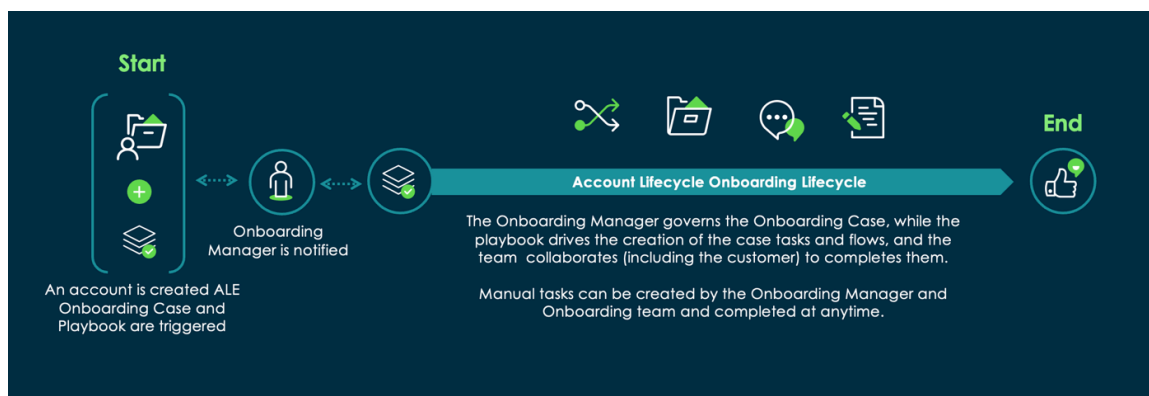 Start
An account is created ALE
Onboarding Case and
Playbook are triggered
Onboarding
Manager is notified
Account Lifecycle Onboarding Lifecycle
The Onboarding Manager governs the Onboarding Case, while the
playbook drives the creation of the case tasks and flows, and the
team collaborates (including the customer) to completes them.
Manual tasks can be created by the Onboarding Manager and
Onboarding team and completed at anytime.
End